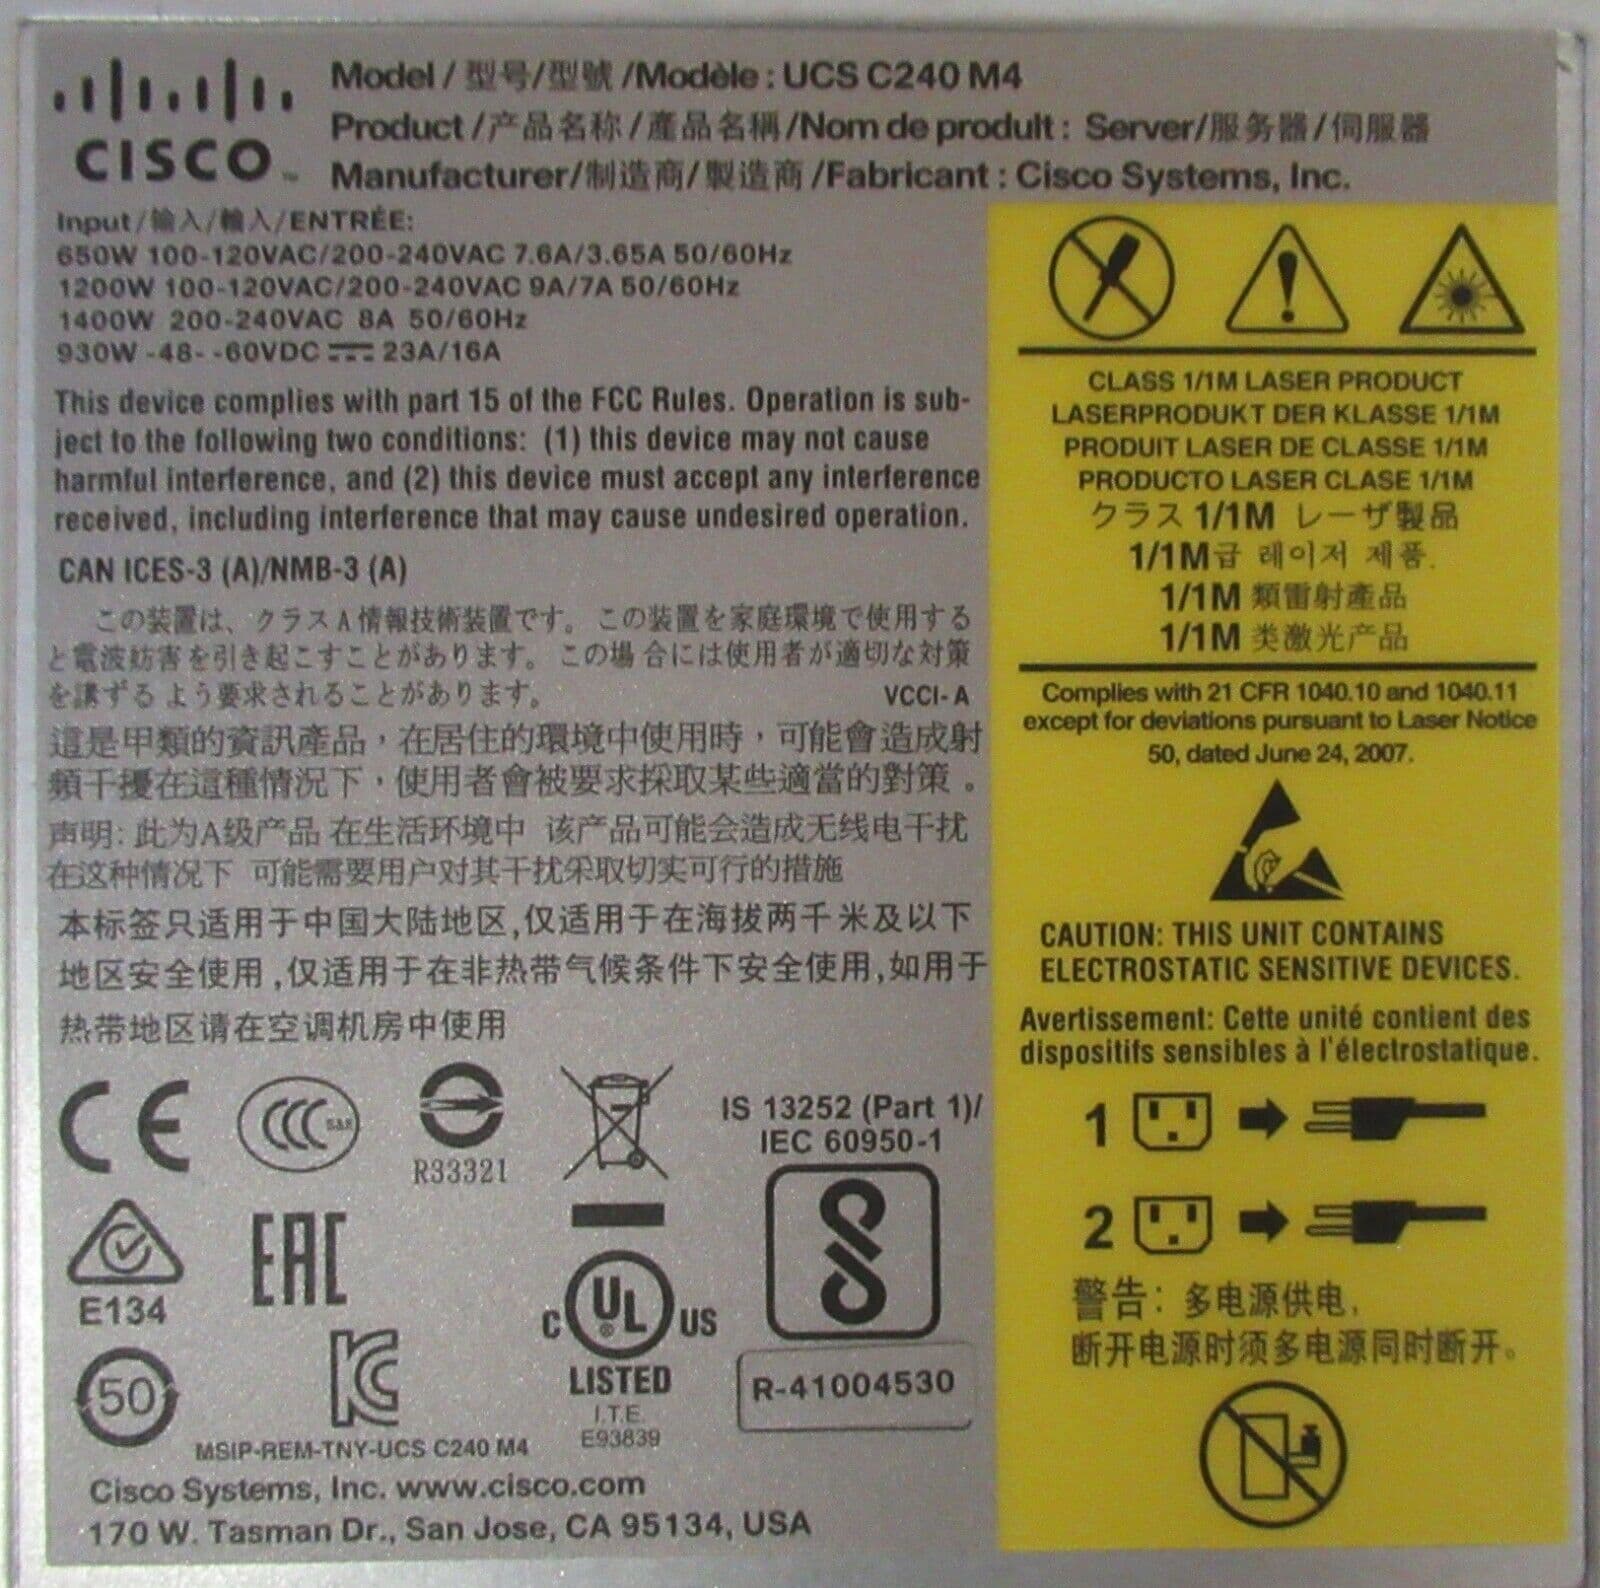 CISCO™
Model / 型号/型號 /Modèle : UCS C240 M4
Product /产品名称 / 產品名稱 /Nom de prodult : Server/服务器 / 伺服器
Manufacturer/制造商/ 製造商 /Fabricant : Cisco Systems, Inc.
Input / 输入 / 輸入 / ENTRÉE:
650W 100-120VAC/200-240VAC 7.6A/3.65A 50/60Hz
1200W 100-120VAC/200-240VAC 9A/7A 50/60Hz
1400W 200-240VAC 8A 50/60Hz
930W -48- -60VDC 23A/16A
This device complies with part 15 of the FCC Rules. Operation is sub-
ject to the following two conditions: (1) this device may not cause
harmful interference, and (2) this device must accept any interference
received, including interference that may cause undesired operation.
CAN ICES-3 (A)/NMB-3 (A)
この装置は、クラスA情報技術装置です。この装置を家庭環境で使用する
と電波妨害を引き起こすことがあります。この場合には使用者が適切な対策
を講ずるよう要求されることがあります。 VCCI- A
這是甲類的資訊產品，在居住的環境中使用時，可能會造成射
頻干擾在這種情況下，使用者會被要求採取某些適當的對策。
声明: 此为A级产品 在生活环境中 该产品可能会造成无线电干扰
在这种情况下 可能需要用户对其干扰采取切实可行的措施
本标签只适用于中国大陆地区,仅适用于在海拔两千米及以下
地区安全使用,仅适用于在非热带气候条件下安全使用,如用于
热带地区请在空调机房中使用
CE
CCC S&E
R33321
IS 13252 (Part 1)/
IEC 60950-1
E134
EAC
C UL® US
LISTED
I.T.E.
E93839
R-41004530
50
KC
MSIP-REM-TNY-UCS C240 M4
Cisco Systems, Inc. www.cisco.com
170 W. Tasman Dr., San Jose, CA 95134, USA
CLASS 1/1M LASER PRODUCT
LASERPRODUKT DER KLASSE 1/1M
PRODUIT LASER DE CLASSE 1/1M
PRODUCTO LASER CLASE 1/1M
クラス 1/1M レーザ製品
1/1M급 레이저 제품.
1/1M 類雷射產品
1/1M 类激光产品
Complies with 21 CFR 1040.10 and 1040.11
except for deviations pursuant to Laser Notice
50, dated June 24, 2007.
CAUTION: THIS UNIT CONTAINS
ELECTROSTATIC SENSITIVE DEVICES.
Avertissement: Cette unité contient des
dispositifs sensibles à l'électrostatique.
1
2
警告：多电源供电，
断开电源时须多电源同时断开。